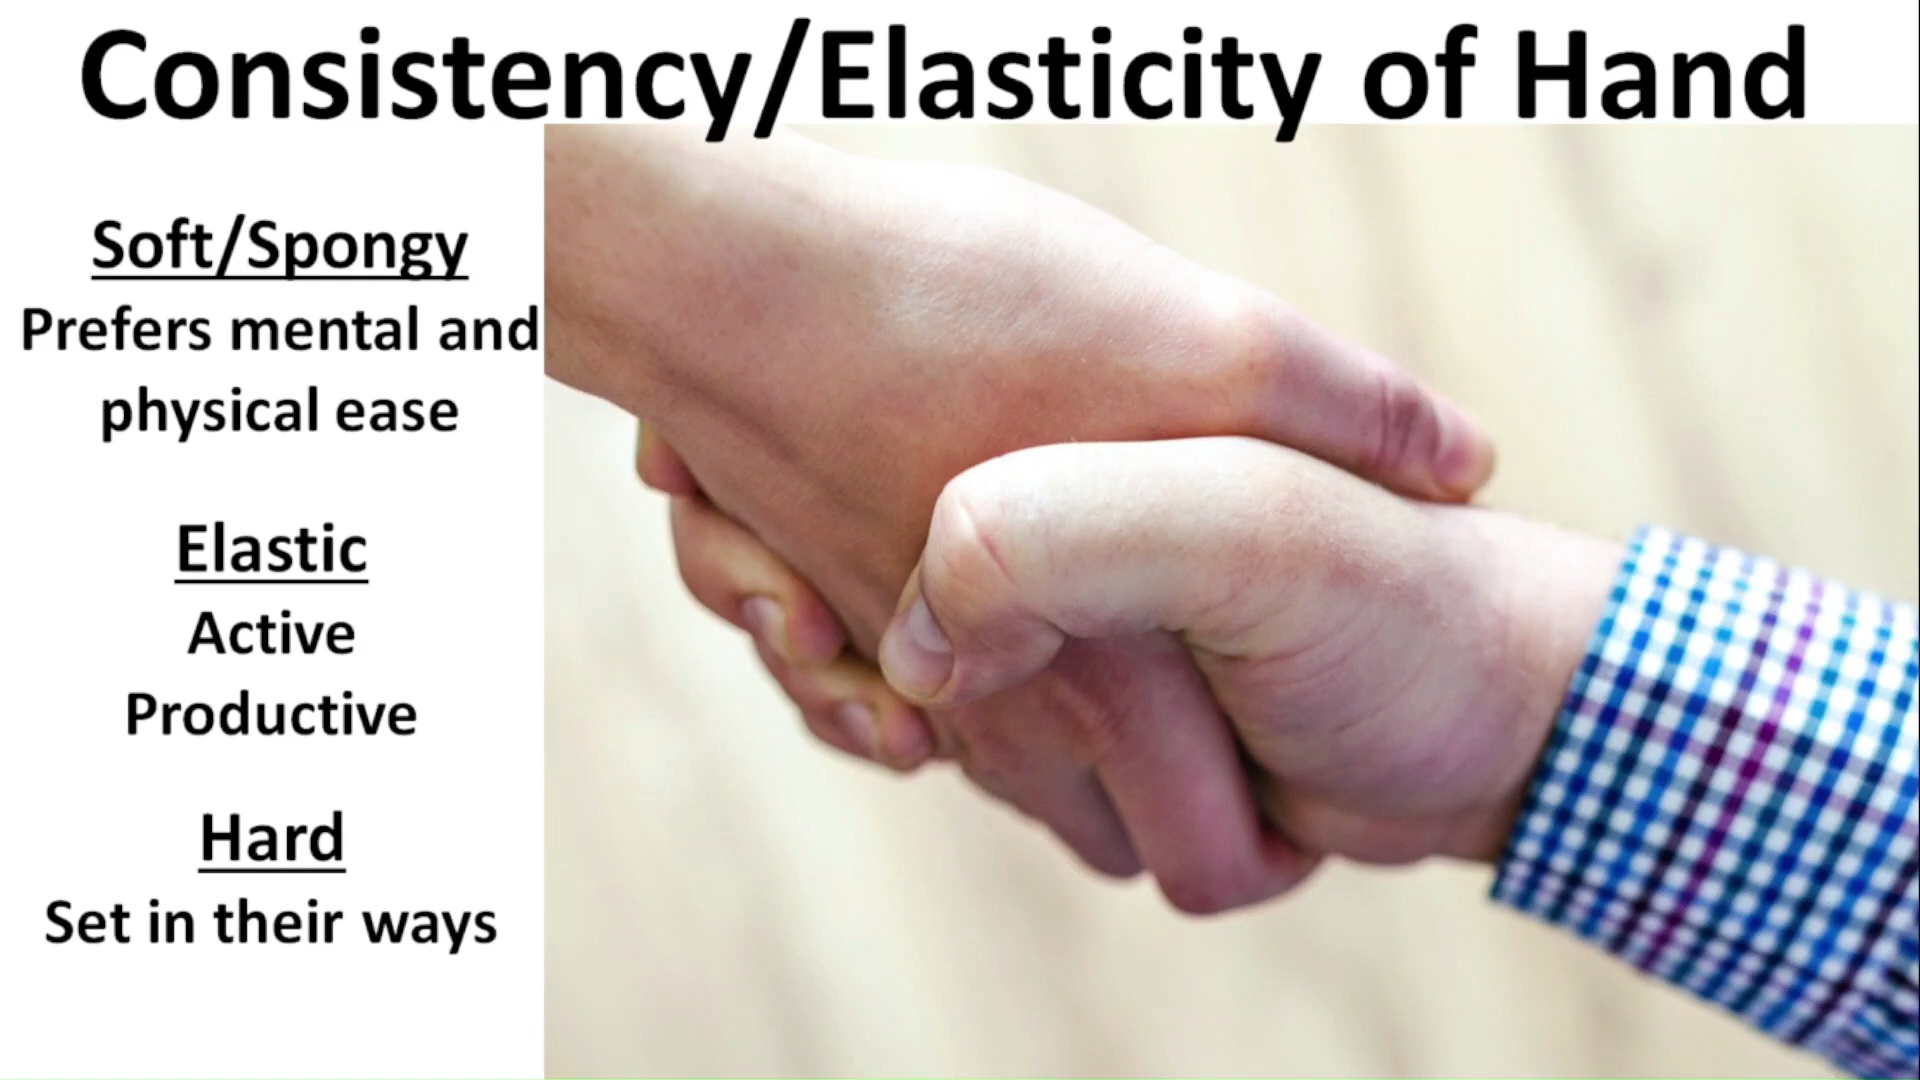 Consistency/Elasticity of Hand
Soft/Spongy
Prefers mental and
physical ease
Elastic
Active
Productive
Hard
Set in their ways